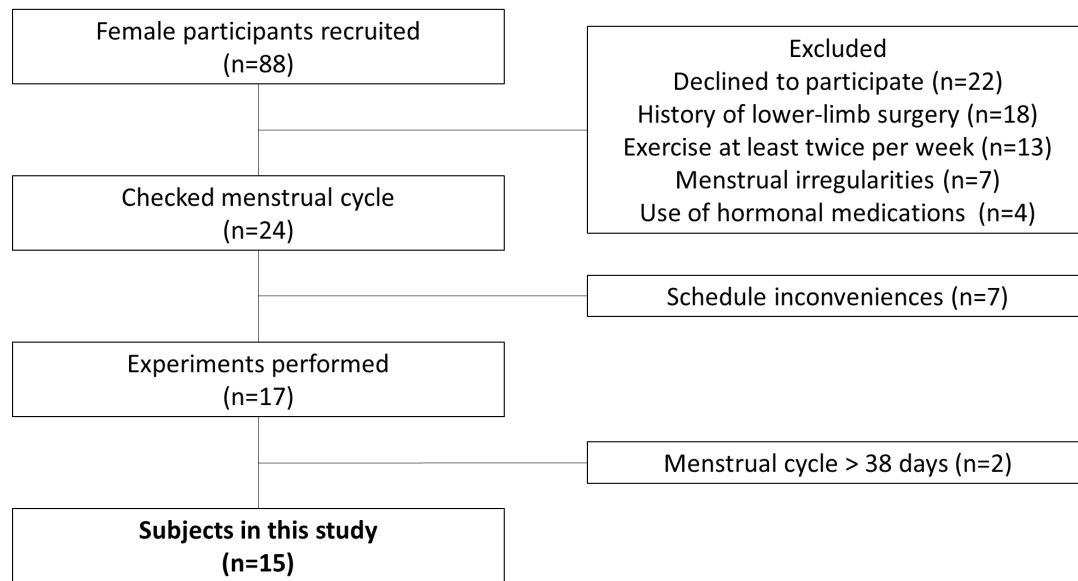 Female participants recruited
(n=88)
Excluded
Declined to participate (n=22)
History of lower-limb surgery (n=18)
Exercise at least twice per week (n=13)
Menstrual irregularities (n=7)
Use of hormonal medications (n=4)
Checked menstrual cycle
(n=24)
Schedule inconveniences (n=7)
Experiments performed
(n=17)
Menstrual cycle > 38 days (n=2)
Subjects in this study
(n=15)